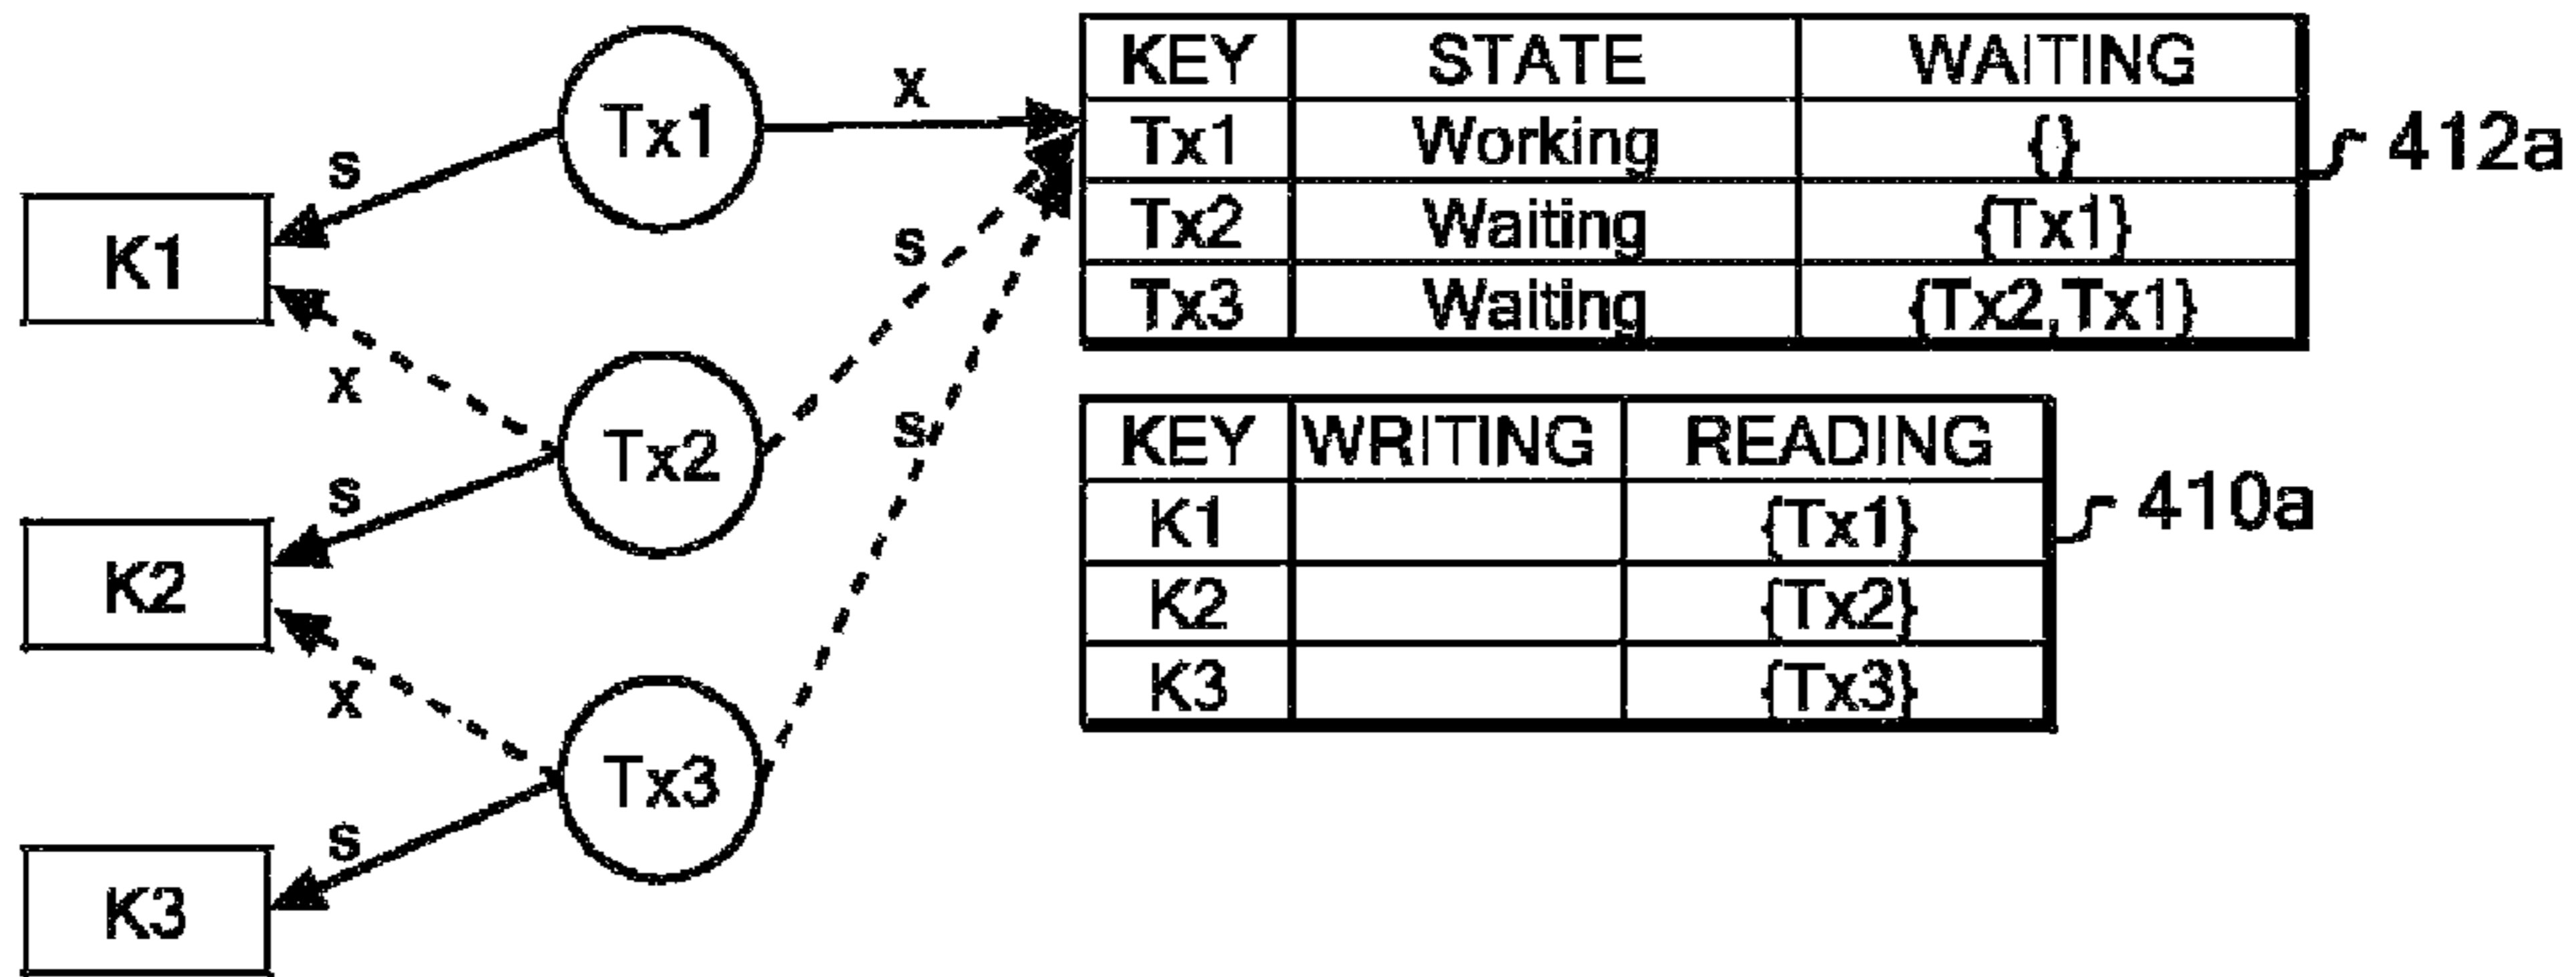 Tx1
Tx2
Tx3
K1
K2
K3
s
x
s
x
s
x
s
s
KEY STATE WAITING
Tx1 Working {}
Tx2 Waiting {Tx1}
Tx3 Waiting {Tx2,Tx1}
412a
KEY WRITING READING
K1 {Tx1}
K2 {Tx2}
K3 {Tx3}
410a